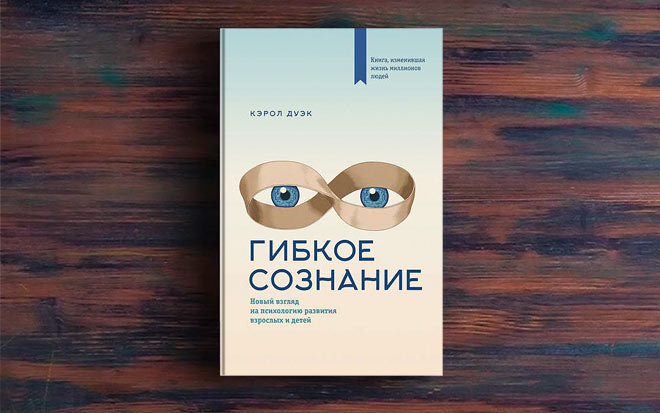 Книга, изменившая
жизнь миллионов
людей
КЭРОЛ ДУЭК
ГИБКОЕ
СОЗНАНИЕ
Новый взгляд
на психологию развития
взрослых и детей